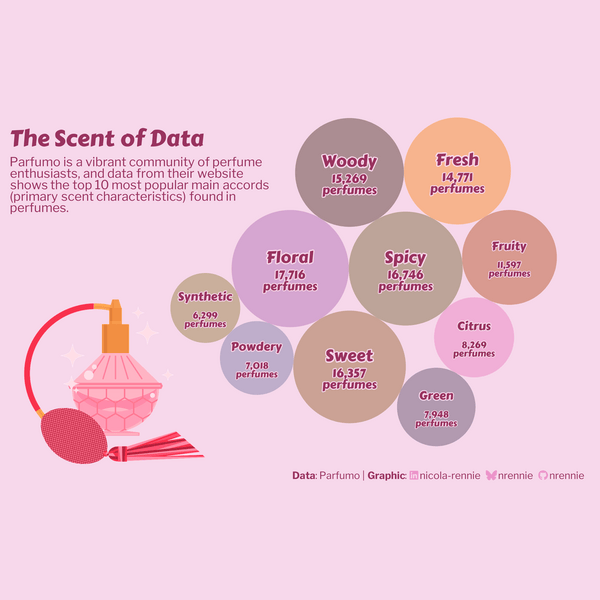 The Scent of Data
Parfumo is a vibrant community of perfume
enthusiasts, and data from their website
shows the top 10 most popular main accords
(primary scent characteristics) found in
perfumes.
Woody
15,269
perfumes
Fresh
14,771
perfumes
Floral
17,716
perfumes
Spicy
16,746
perfumes
Fruity
11,597
perfumes
Synthetic
6,299
perfumes
Powdery
7,018
perfumes
Sweet
16,357
perfumes
Citrus
8,269
perfumes
Green
7,948
perfumes
Data: Parfumo | Graphic: nicola-rennie nrennie nrennie